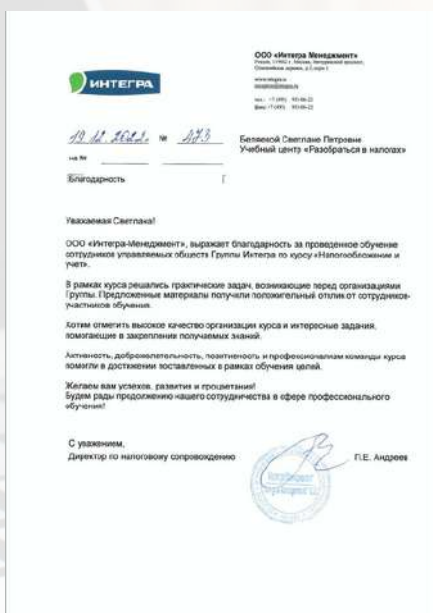 ООО «Интегра Менеджмент»
ИНТЕГРА
19.12.2022 № 473
на №
Беляевой Светлане Петровне
Учебный центр «Разобраться в налогах»
Благодарность
Уважаемая Светлана!
ООО «Интегра-Менеджмент», выражает благодарность за проведенное обучение
сотрудников управляемых обществ Группы Интегра по курсу «Налогообложение и
учет».
В рамках курса решались практические задач, возникающие перед организациями
Группы. Предложенные материалы получили положительный отклик от сотрудников-
участников обучения.
Хотим отметить высокое качество организация курса и интересные задания,
помогающие в закреплении получаемых знаний.
Активность, доброжелательность, позитивность и профессионализм команды курса
помогли в достижении поставленных в рамках обучения целей.
Желаем вам успехов, развития и процветания!
Будем рады продолжению нашего сотрудничества в сфере профессионального
обучения!
С уважением,
Директор по налоговому сопровождению
П.Е. Андреев